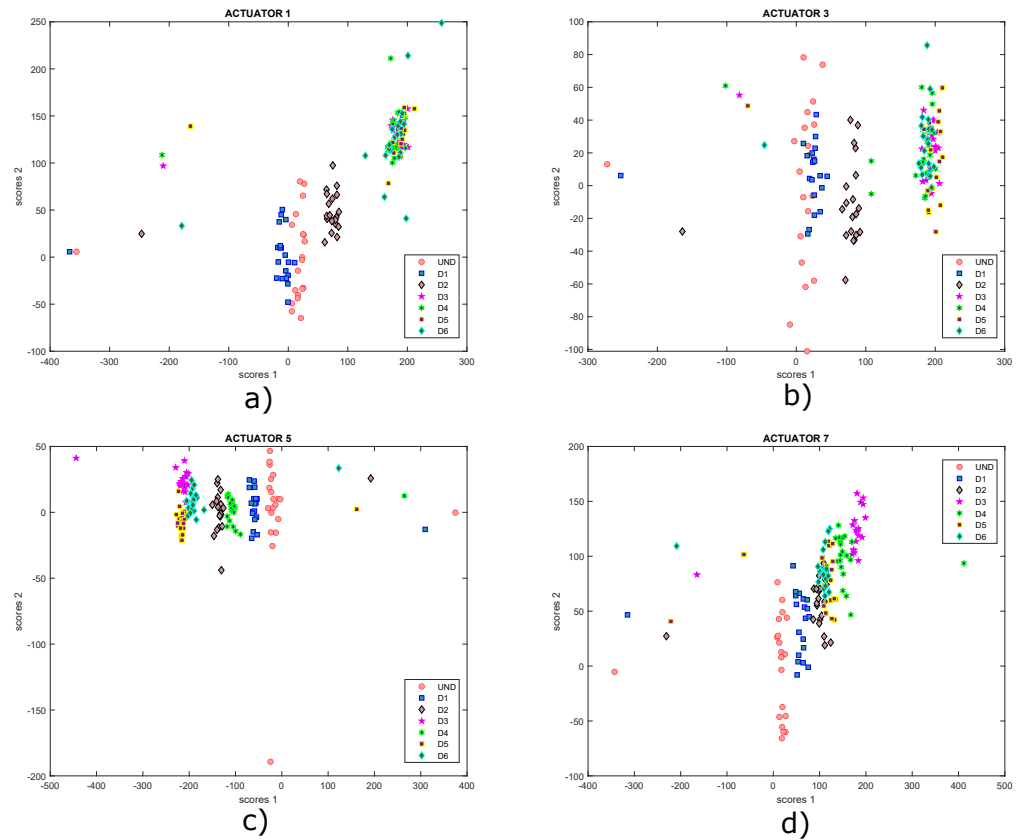 ACTUATOR 1
250
200
150
100
50
0
-50
-100
scores 2
-400 -300 -200 -100 0 100 200 300
scores 1
UND
D1
D2
D3
D4
D5
D6
a)
ACTUATOR 3
100
80
60
40
20
0
-20
-40
-60
-80
-100
scores 2
-300 -200 -100 0 100 200 300
scores 1
UND
D1
D2
D3
D4
D5
D6
b)
ACTUATOR 5
50
0
-50
-100
-150
-200
scores 2
-500 -400 -300 -200 -100 0 100 200 300 400
scores 1
UND
D1
D2
D3
D4
D5
D6
c)
ACTUATOR 7
200
150
100
50
0
-50
-100
scores 2
-400 -300 -200 -100 0 100 200 300 400 500
scores 1
UND
D1
D2
D3
D4
D5
D6
d)